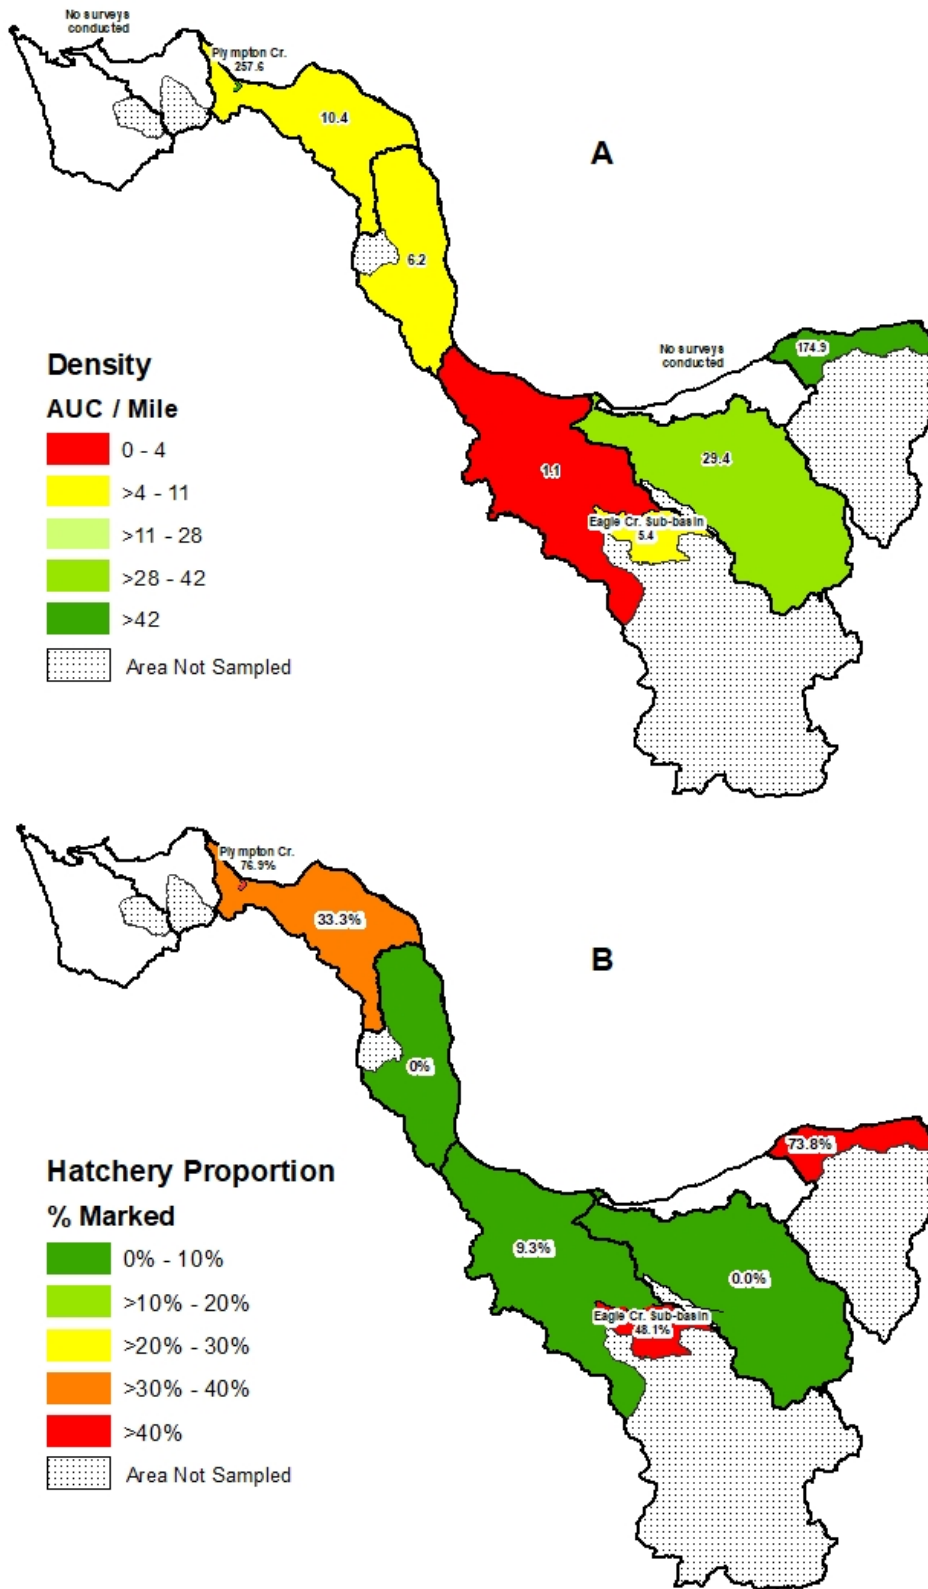 No surveys
conducted
Plympton Cr.
257.6
10.4
A
6.2
No surveys
conducted
174.9
Density
AUC / Mile
0 - 4
>4 - 11
>11 - 28
>28 - 42
>42
Area Not Sampled
1.1
29.4
Eagle Cr. Sub-basin
5.4
Plympton Cr.
76.9%
33.3%
B
0%
73.8%
Hatchery Proportion
% Marked
0% - 10%
>10% - 20%
>20% - 30%
>30% - 40%
>40%
Area Not Sampled
9.3%
0.0%
Eagle Cr. Sub-basin
48.1%